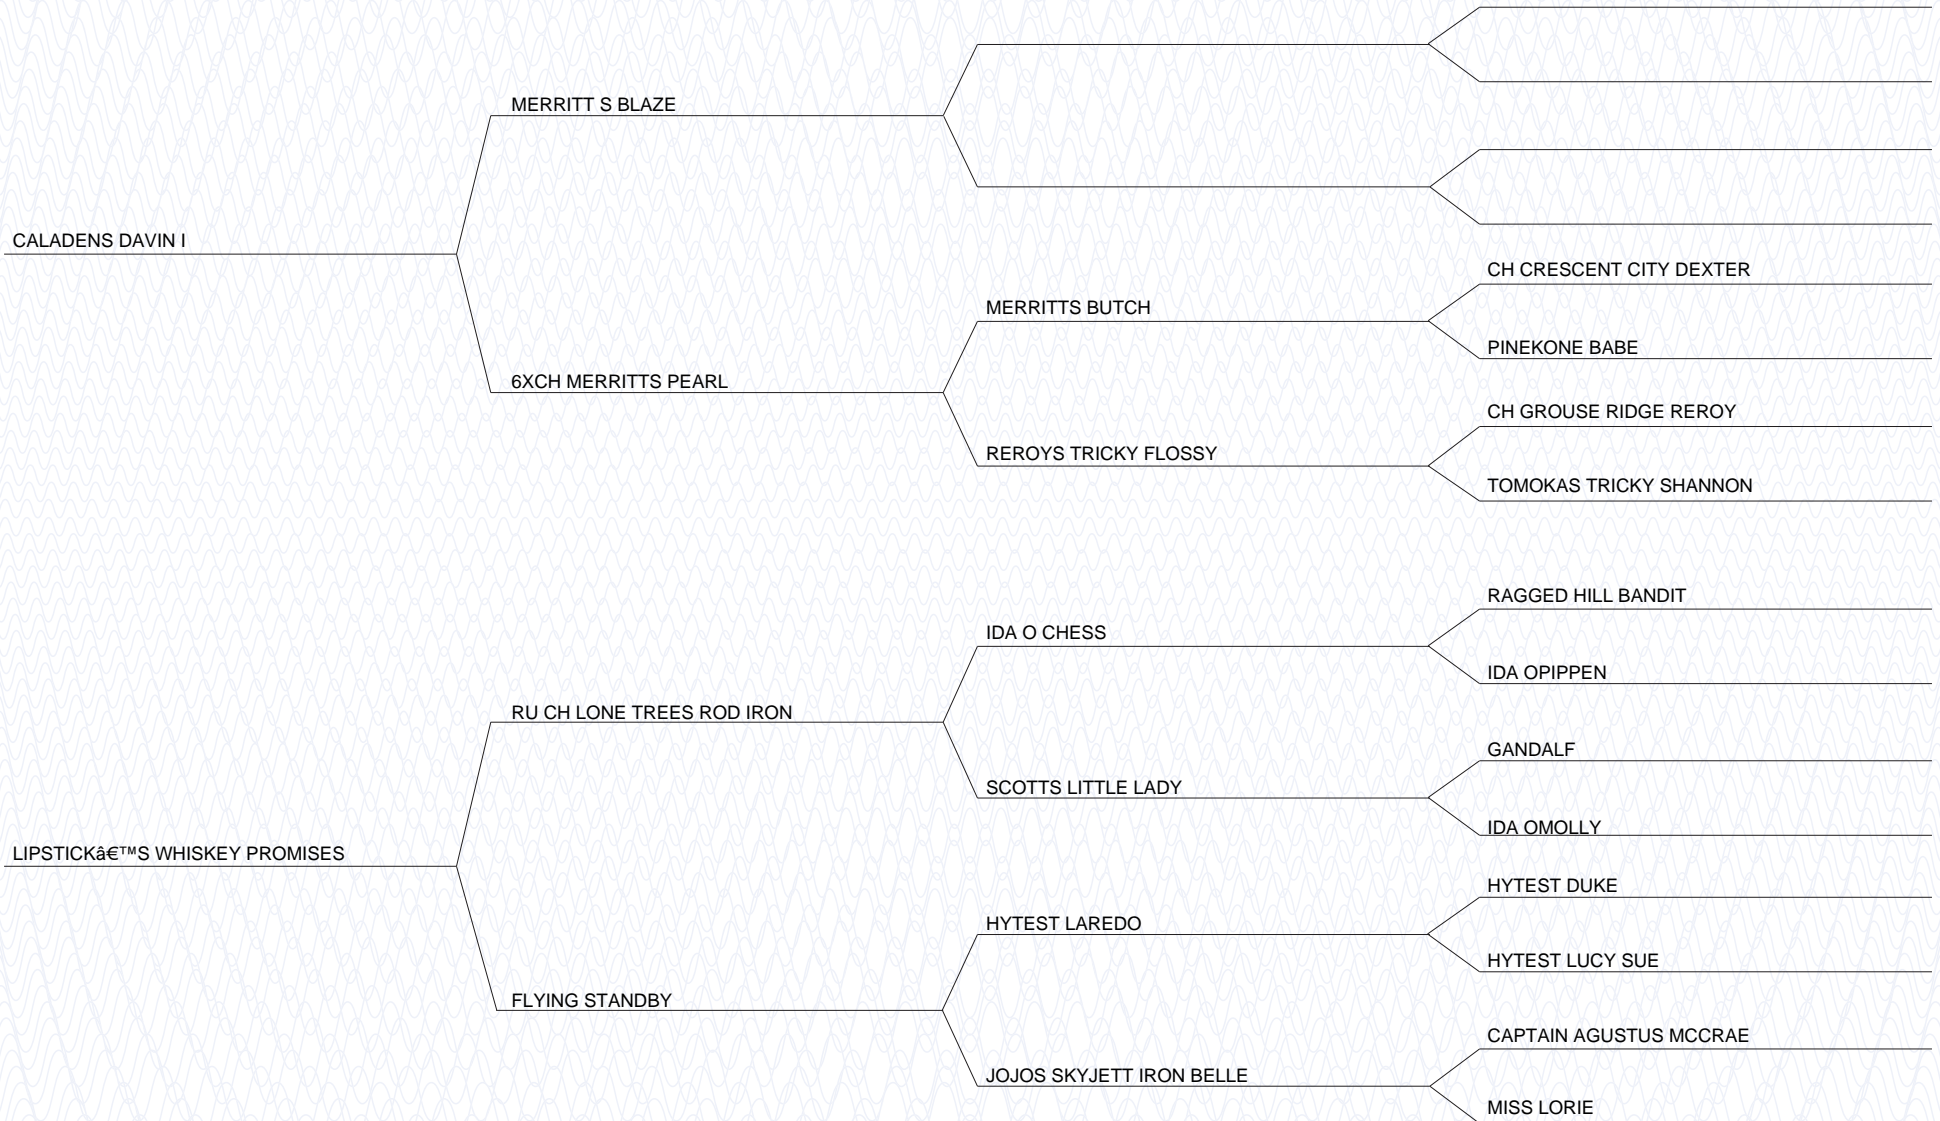 MERRITT S BLAZE
CALADENS DAVIN I
CH CRESCENT CITY DEXTER
MERRITTS BUTCH
PINEKONE BABE
6XCH MERRITTS PEARL
CH GROUSE RIDGE REROY
REROYS TRICKY FLOSSY
TOMOKAS TRICKY SHANNON
RAGGED HILL BANDIT
IDA O CHESS
IDA OPIPPEN
RU CH LONE TREES ROD IRON
GANDALF
SCOTTS LITTLE LADY
IDA OMOLLY
LIPSTICK’S WHISKEY PROMISES
HYTEST DUKE
HYTEST LAREDO
HYTEST LUCY SUE
FLYING STANDBY
CAPTAIN AGUSTUS MCCRAE
JOJOS SKYJETT IRON BELLE
MISS LORIE